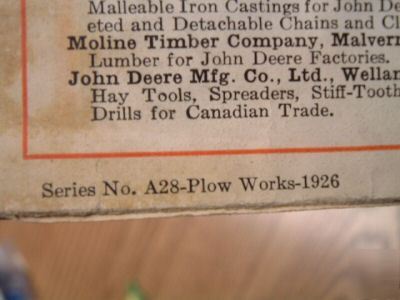 Malleable Iron Castings for John De
eted and Detachable Chains and Cl
Moline Timber Company, Malvern
Lumber for John Deere Factories.
John Deere Mfg. Co., Ltd., Wellan
Hay Tools, Spreaders, Stiff-Tooth
Drills for Canadian Trade.
Series No. A28-Plow Works-1926